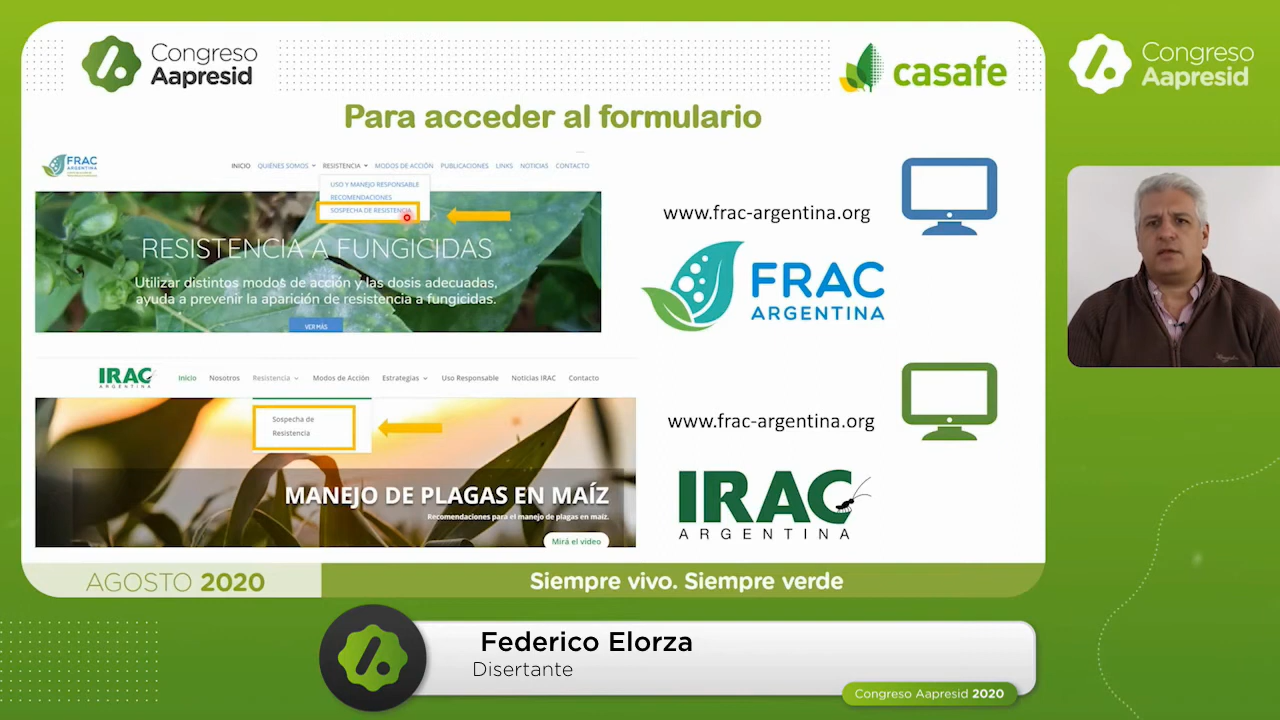 Congreso
Aapresid
casafe
Para acceder al formulario
FRAC
ARGENTINA
INICIO QUIÉNES SOMOS RESISTENCIA MODOS DE ACCIÓN PUBLICACIONES LINKS NOTICIAS CONTACTO
USO Y MANEJO RESPONSABLE
RECOMENDACIONES
SOSPECHA DE RESISTENCIA
RESISTENCIA A FUNGICIDAS
Utilizar distintos modos de acción y las dosis adecuadas,
ayuda a prevenir la aparición de resistencia a fungicidas.
VER MÁS
www.frac-argentina.org
FRAC
ARGENTINA
IRAC
ARGENTINA
Inicio Nosotros Resistencia Modos de Acción Estrategias Uso Responsable Noticias IRAC Contacto
Sospecha de
Resistencia
MANEJO DE PLAGAS EN MAÍZ
Recomendaciones para el manejo de plagas en maíz.
Mirá el video
www.frac-argentina.org
IRAC
ARGENTINA
AGOSTO 2020
Siempre vivo. Siempre verde
Congreso
Aapresid
Federico Elorza
Disertante
Congreso Aapresid 2020